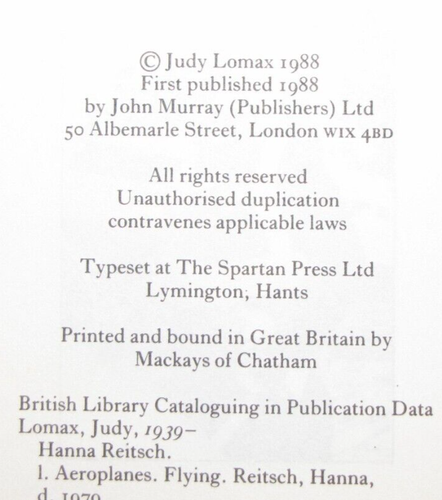 © Judy Lomax 1988
First published 1988
by John Murray (Publishers) Ltd
50 Albemarle Street, London W1X 4BD
All rights reserved
Unauthorised duplication
contravenes applicable laws
Typeset at The Spartan Press Ltd
Lymington, Hants
Printed and bound in Great Britain by
Mackays of Chatham
British Library Cataloguing in Publication Data
Lomax, Judy, 1939–
Hanna Reitsch.
1. Aeroplanes. Flying. Reitsch, Hanna,
d. 1979